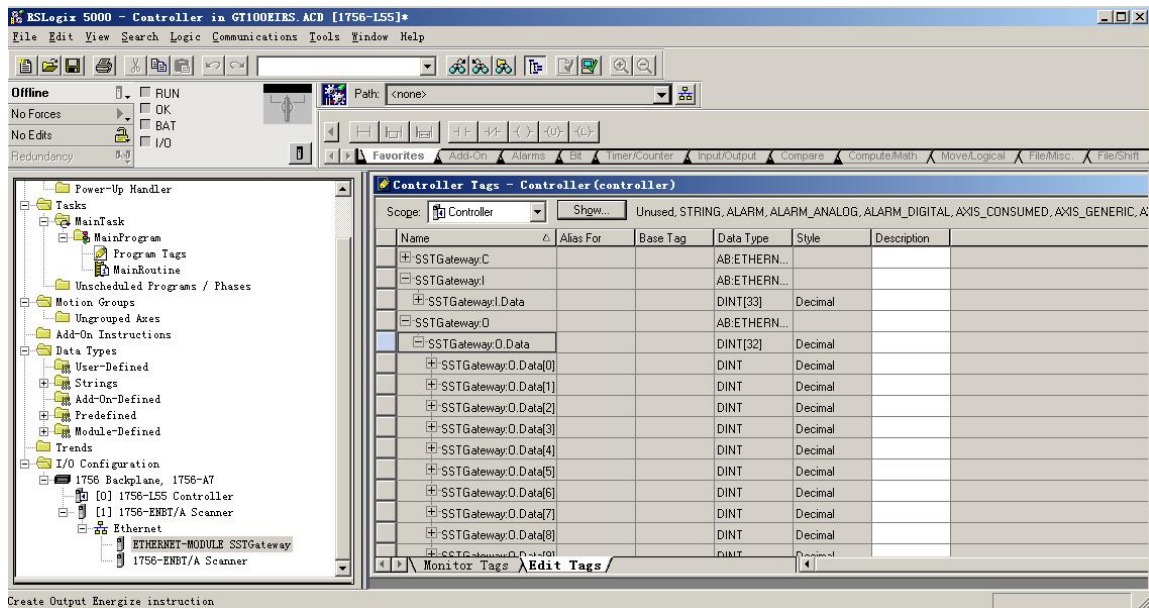 RSLogix 5000 - Controller in GT100EIRS.ACD [1756-L55]*
File Edit View Search Logic Communications Tools Window Help
Offline
RUN
No Forces
OK
No Edits
BAT
Redundancy
I/O
Path: <none>
Favorites Add-On Alarms Bit Timer/Counter Input/Output Compare Compute/Math Move/Logical File/Misc. File/Shift
Power-Up Handler
Tasks
MainTask
MainProgram
Program Tags
MainRoutine
Unscheduled Programs / Phases
Motion Groups
Ungrouped Axes
Add-On Instructions
Data Types
User-Defined
Strings
Add-On-Defined
Predefined
Module-Defined
Trends
I/O Configuration
1756 Backplane, 1756-A7
[0] 1756-L55 Controller
[1] 1756-ENBT/A Scanner
Ethernet
ETHERNET-MODULE SSTGateway
1756-ENBT/A Scanner
Controller Tags - Controller(controller)
Scope: Controller Show... Unused, STRING, ALARM, ALARM_ANALOG, ALARM_DIGITAL, AXIS_CONSUMED, AXIS_GENERIC,
Name Alias For Base Tag Data Type Style Description
SSTGateway:C AB:ETHERN...
SSTGateway:I AB:ETHERN...
SSTGateway:I.Data DINT[33] Decimal
SSTGateway:O AB:ETHERN...
SSTGateway:O.Data DINT[32] Decimal
SSTGateway:O.Data[0] DINT Decimal
SSTGateway:O.Data[1] DINT Decimal
SSTGateway:O.Data[2] DINT Decimal
SSTGateway:O.Data[3] DINT Decimal
SSTGateway:O.Data[4] DINT Decimal
SSTGateway:O.Data[5] DINT Decimal
SSTGateway:O.Data[6] DINT Decimal
SSTGateway:O.Data[7] DINT Decimal
SSTGateway:O.Data[8] DINT Decimal
SSTGateway:O.Data[9] DINT Decimal
Monitor Tags Edit Tags
Create Output Energize instruction